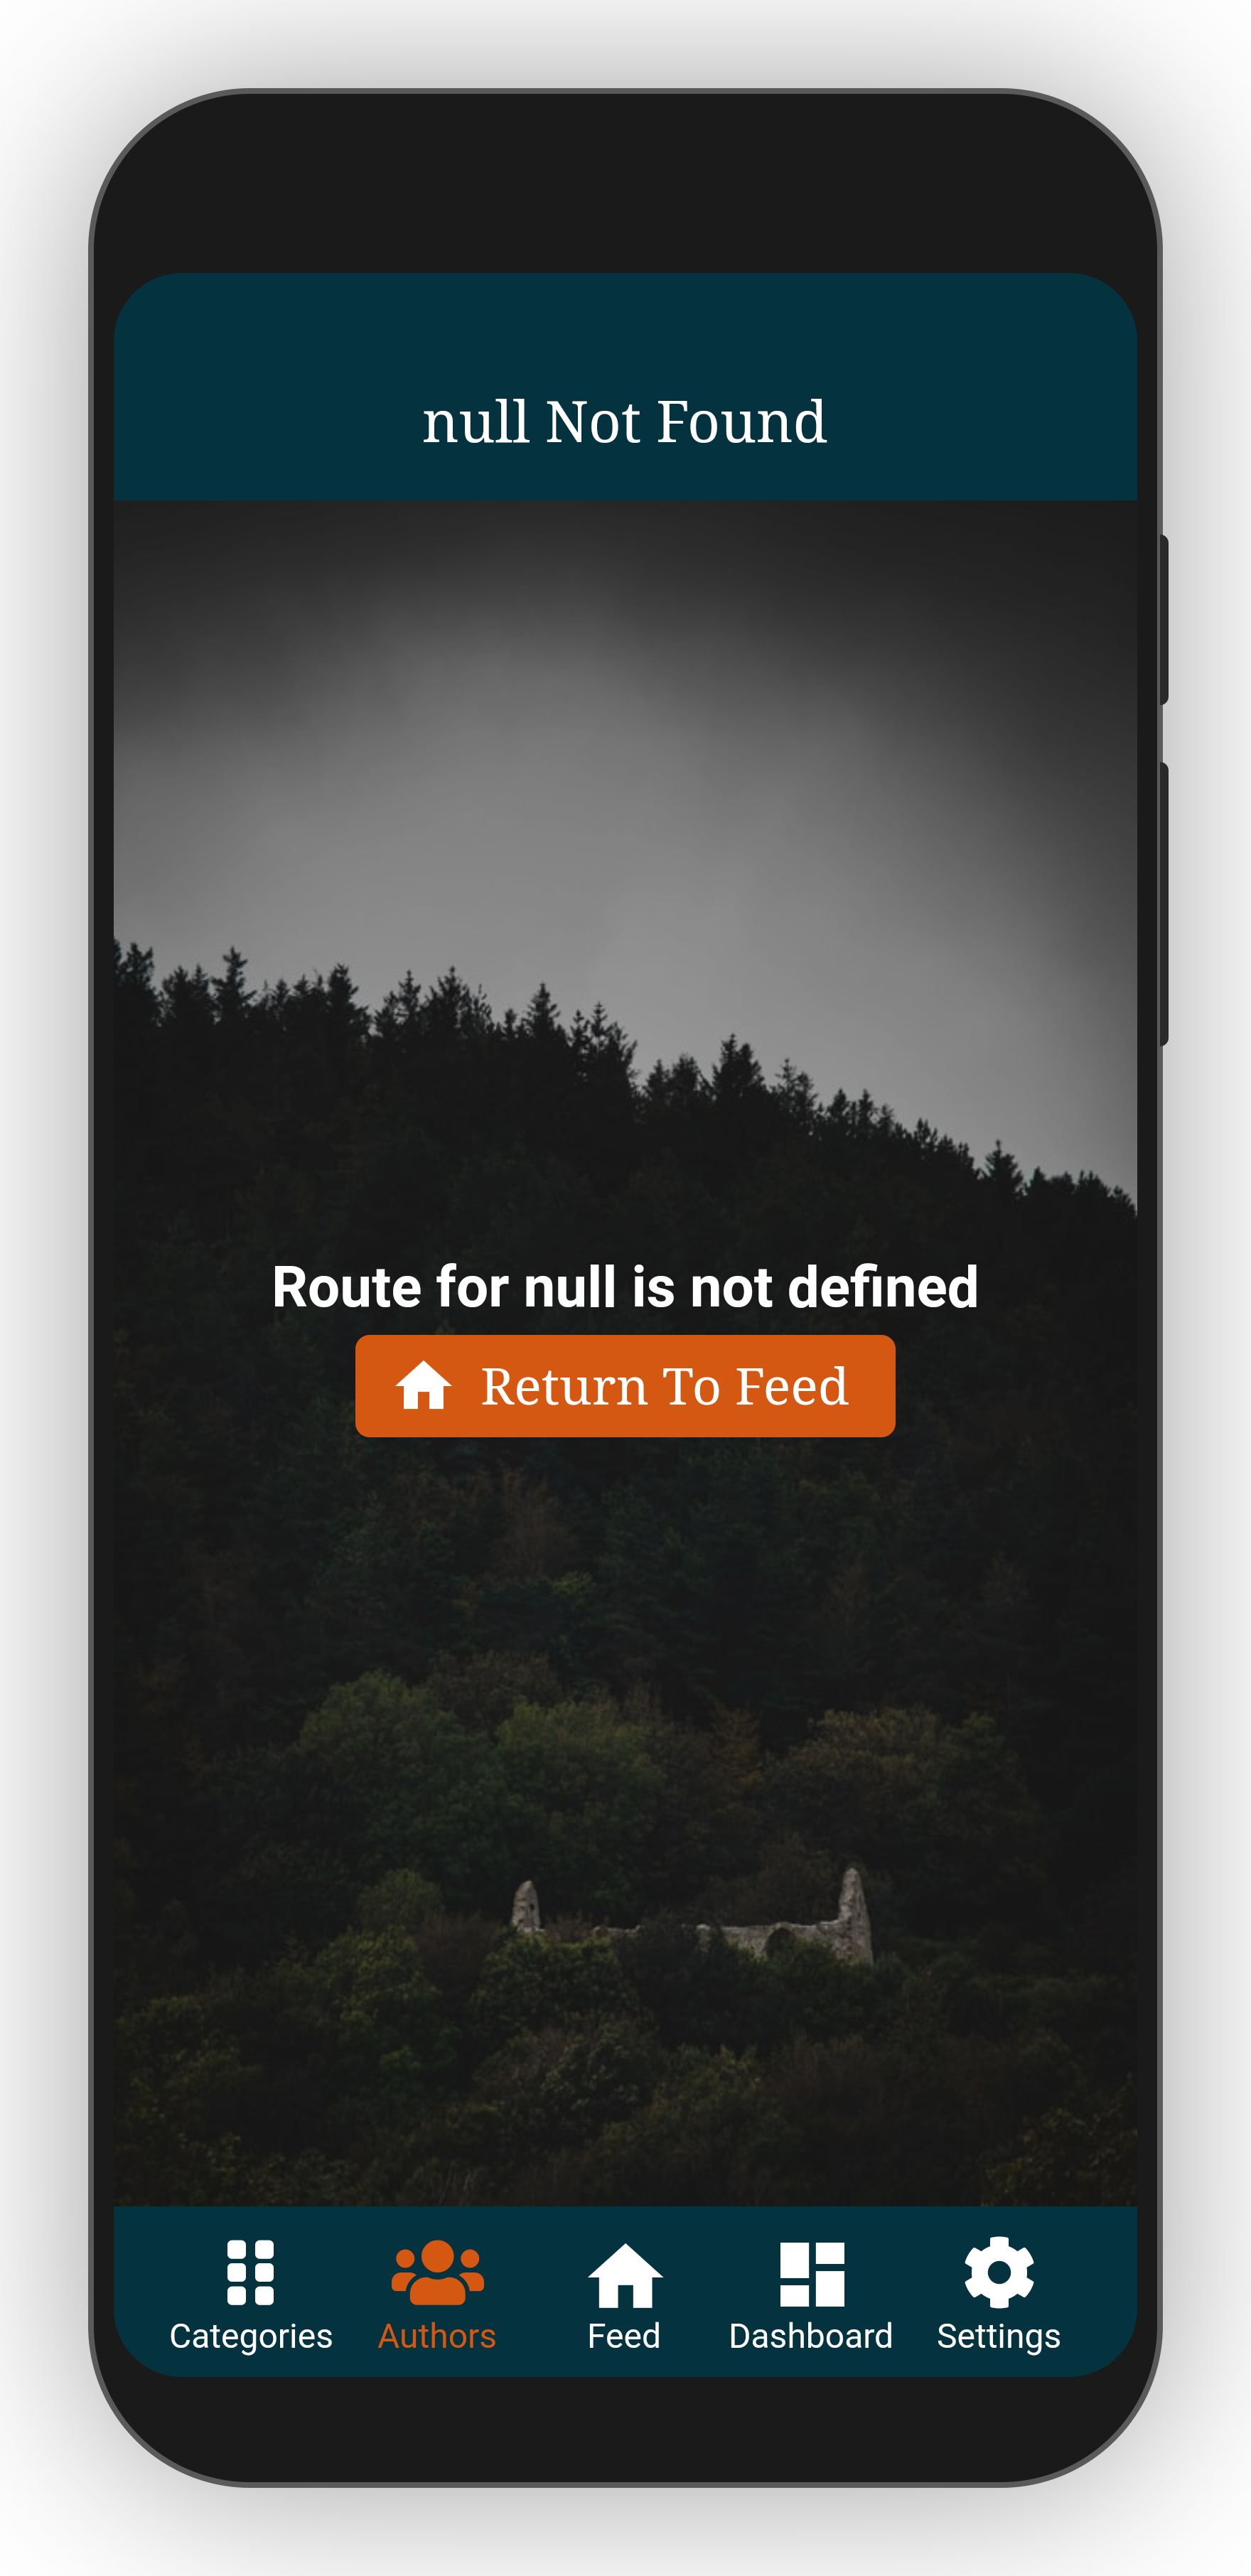 null Not Found
Route for null is not defined
Return To Feed
Categories
Authors
Feed
Dashboard
Settings